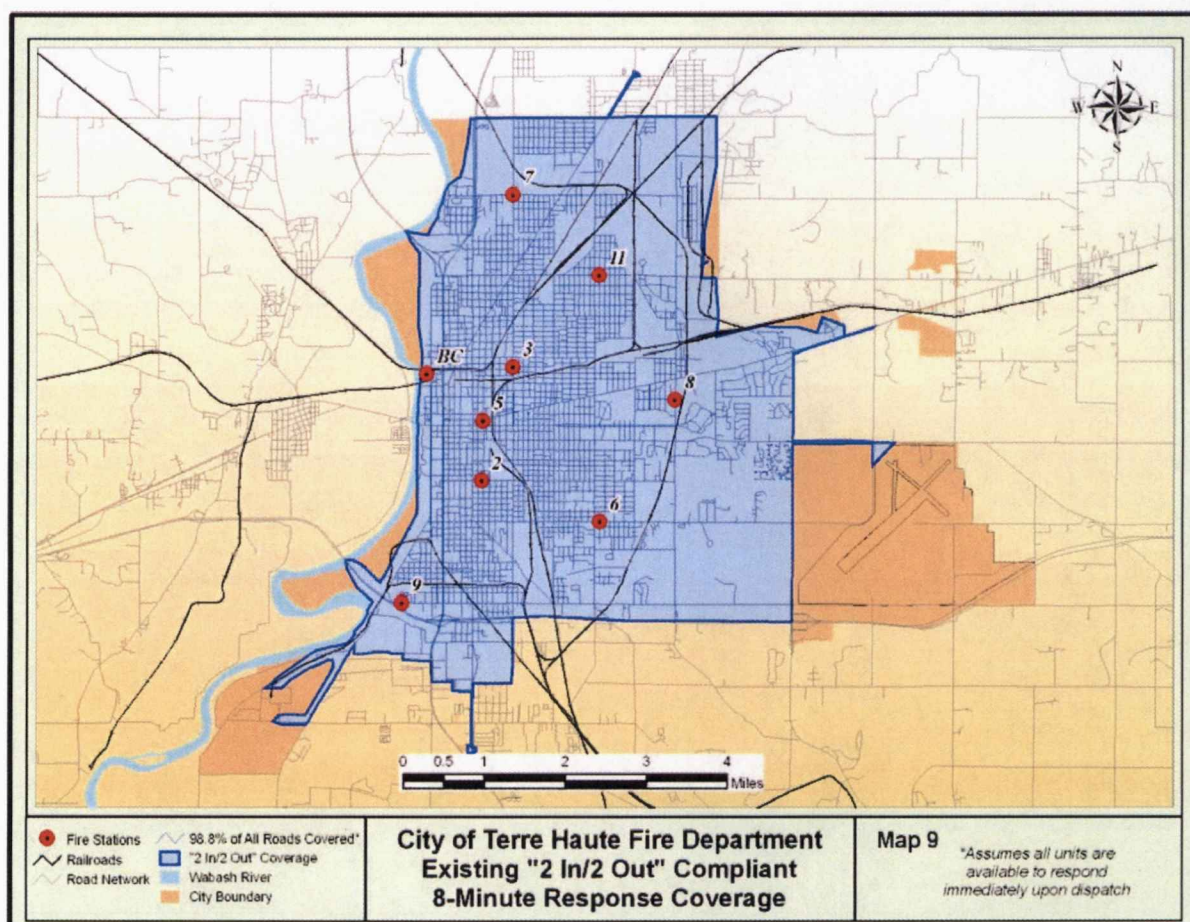 N
W E
S
7
11
BC
3
8
5
2
6
9
0 0.5 1 2 3 4
Miles
Fire Stations
Railroads
Road Network
98.8% of All Roads Covered*
"2 In/2 Out" Coverage
Wabash River
City Boundary
City of Terre Haute Fire Department
Existing "2 In/2 Out" Compliant
8-Minute Response Coverage
Map 9
*Assumes all units are
available to respond
immediately upon dispatch